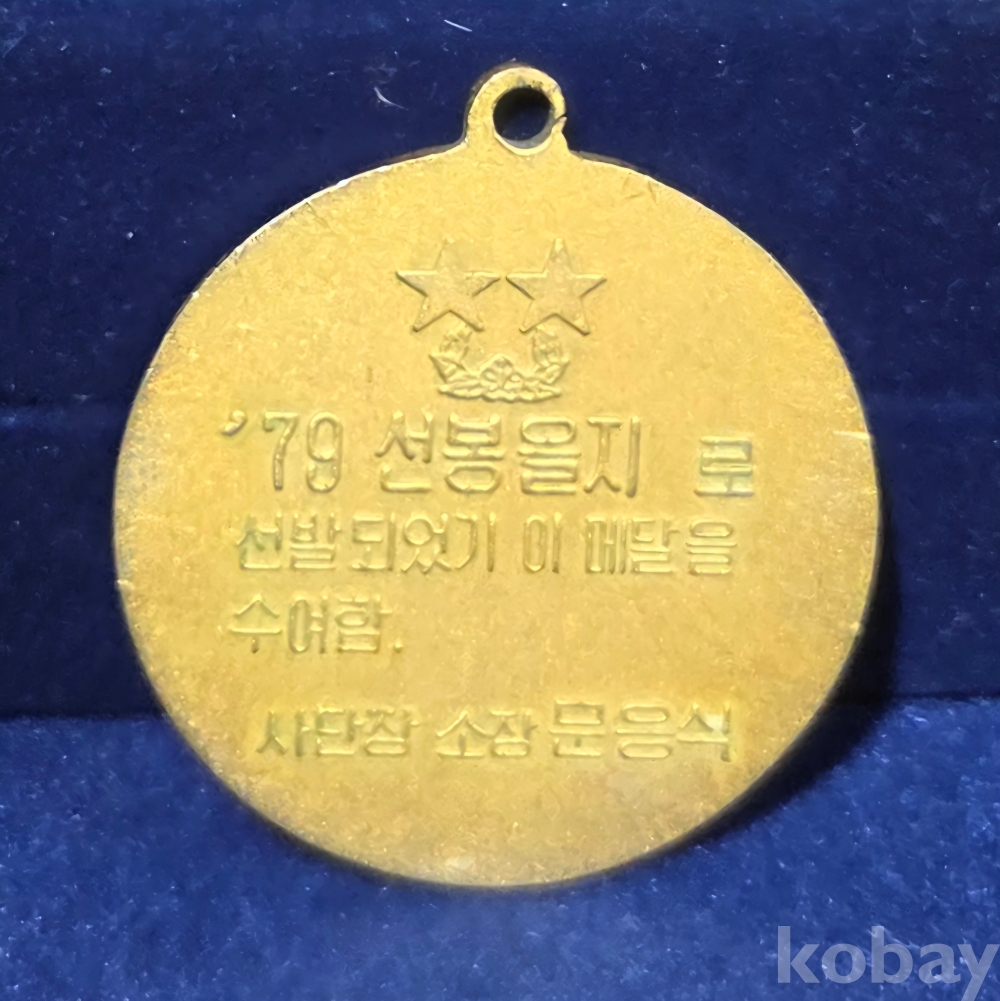 '79 선봉을지 로
선발되었기 이 메달을
수여함.
사단장 소장 문응식
kobay